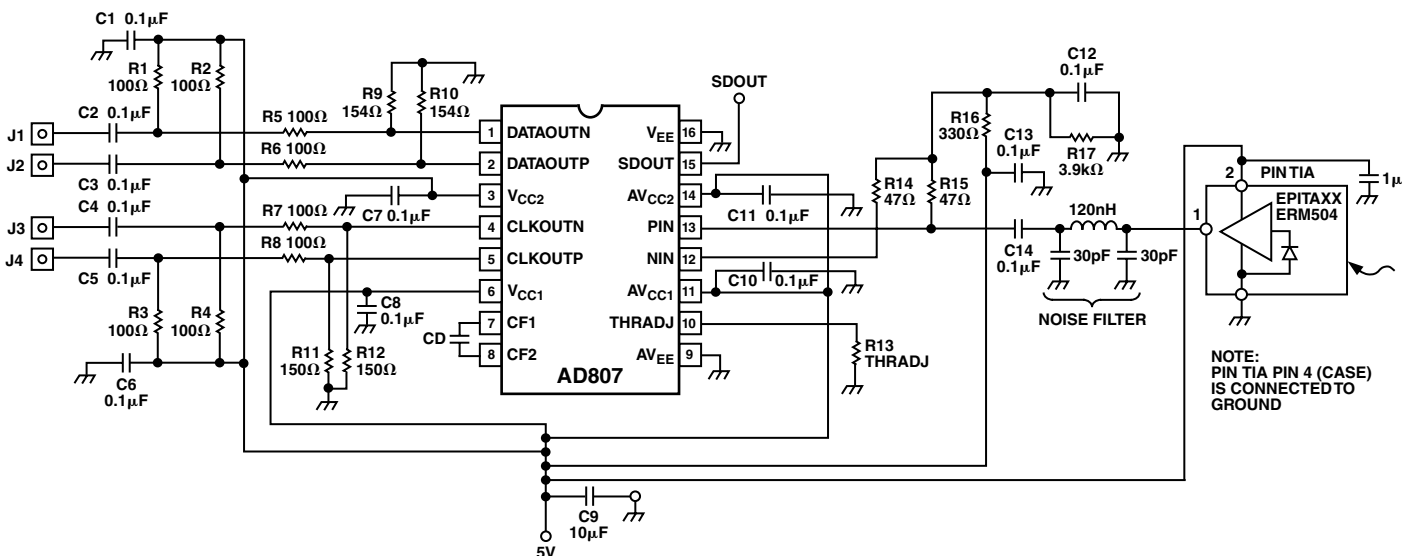 C1 0.1μF
R1
100Ω
R2
100Ω
C2 0.1μF
J1
R5 100Ω
R6 100Ω
J2
C3 0.1μF
C4 0.1μF
R9
154Ω
R10
154Ω
C7 0.1μF
R7 100Ω
J3
R8 100Ω
J4
C5 0.1μF
R3
100Ω
R4
100Ω
C6
0.1μF
C8
0.1μF
CD
R11
150Ω
R12
150Ω
1 DATAOUTN
2 DATAOUTP
3 VCC2
4 CLKOUTN
5 CLKOUTP
6 VCC1
7 CF1
8 CF2
VEE 16
SDOUT 15
AVCC2 14
PIN 13
NIN 12
AVCC1 11
THRADJ 10
AVEE 9
AD807
SDOUT
C11 0.1μF
C10 0.1μF
R13
THRADJ
R14
47Ω
R15
47Ω
R16
330Ω
C13
0.1μF
C12
0.1μF
R17
3.9kΩ
C14
0.1μF
120nH
30pF
30pF
NOISE FILTER
2 PIN TIA
1μ
1
EPITAXX
ERM504
NOTE:
PIN TIA PIN 4 (CASE)
IS CONNECTED TO
GROUND
C9
10μF
5V